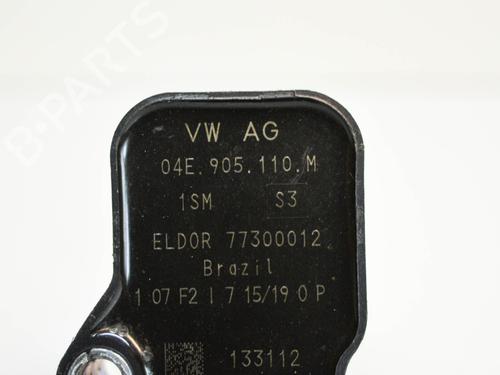 VW AG
04E.905.110.M
1SM S3
ELDOR 77300012
Brazil
1 07 F2 I 7 15/19 0 P
133112
B-PARTS